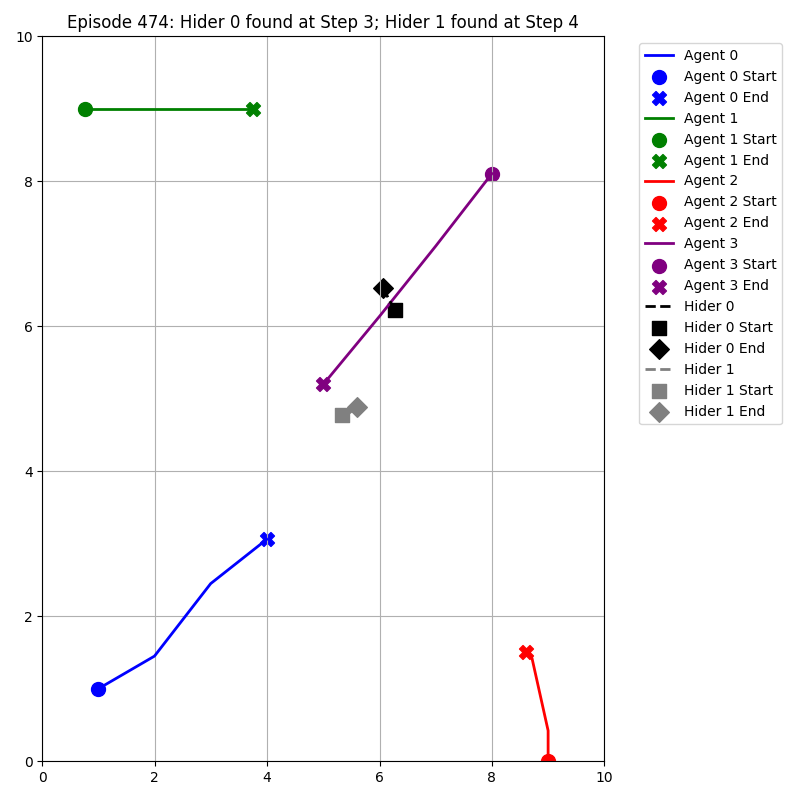 Episode 474: Hider 0 found at Step 3; Hider 1 found at Step 4
10
8
6
4
2
0
0 2 4 6 8 10
Agent 0
Agent 0 Start
Agent 0 End
Agent 1
Agent 1 Start
Agent 1 End
Agent 2
Agent 2 Start
Agent 2 End
Agent 3
Agent 3 Start
Agent 3 End
Hider 0
Hider 0 Start
Hider 0 End
Hider 1
Hider 1 Start
Hider 1 End